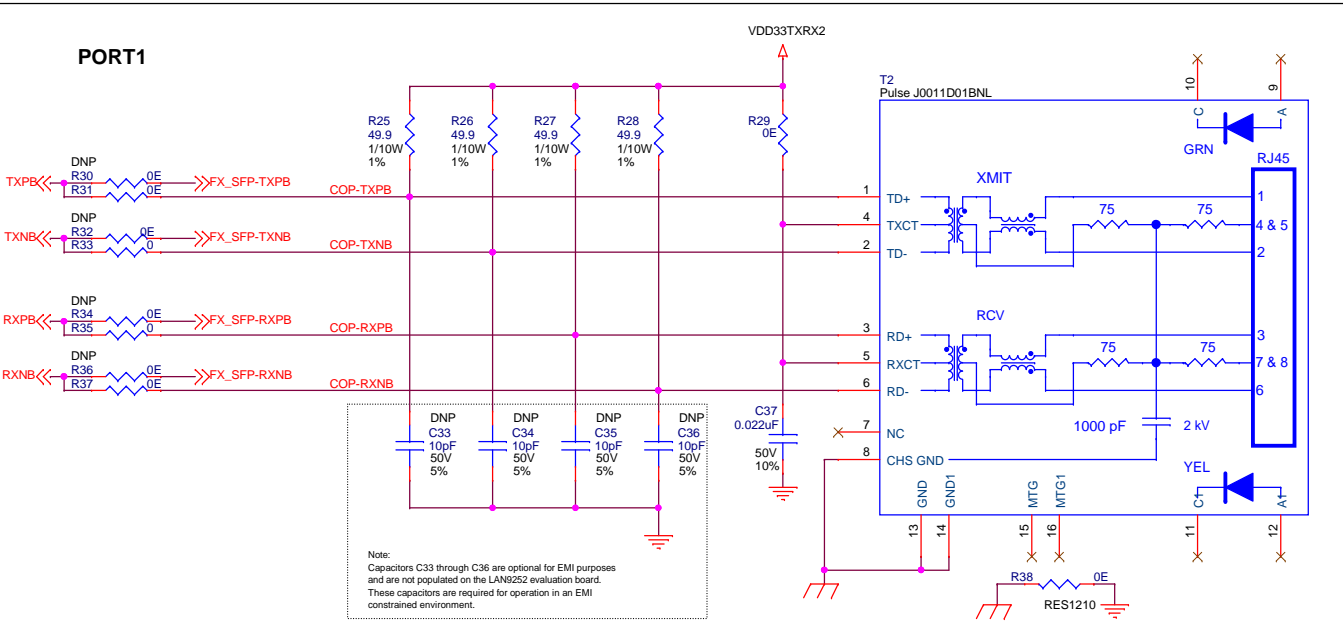 PORT1
VDD33TXRX2
T2
Pulse J0011D01BNL
10
9
C
A
GRN
RJ45
R25
49.9
1/10W
1%
R26
49.9
1/10W
1%
R27
49.9
1/10W
1%
R28
49.9
1/10W
1%
R29
0E
DNP
TXPB
R30
0E
FX_SFP-TXPB
R31
0E
COP-TXPB
DNP
TXNB
R32
0E
FX_SFP-TXNB
R33
0
COP-TXNB
DNP
RXPB
R34
0E
FX_SFP-RXPB
R35
0
COP-RXPB
DNP
RXNB
R36
0E
FX_SFP-RXNB
R37
0E
COP-RXNB
1
TD+
4
TXCT
2
TD-
XMIT
75
75
1
4 & 5
2
3
RD+
5
RXCT
6
RD-
RCV
75
75
3
7 & 8
6
7
NC
8
CHS GND
1000 pF
2 kV
DNP
C33
10pF
50V
5%
DNP
C34
10pF
50V
5%
DNP
C35
10pF
50V
5%
DNP
C36
10pF
50V
5%
C37
0.022uF
50V
10%
GND
GND1
MTG
MTG1
YEL
C1
A1
13
14
15
16
11
12
Note:
Capacitors C33 through C36 are optional for EMI purposes
and are not populated on the LAN9252 evaluation board.
These capacitors are required for operation in an EMI
constrained environment.
R38
0E
RES1210